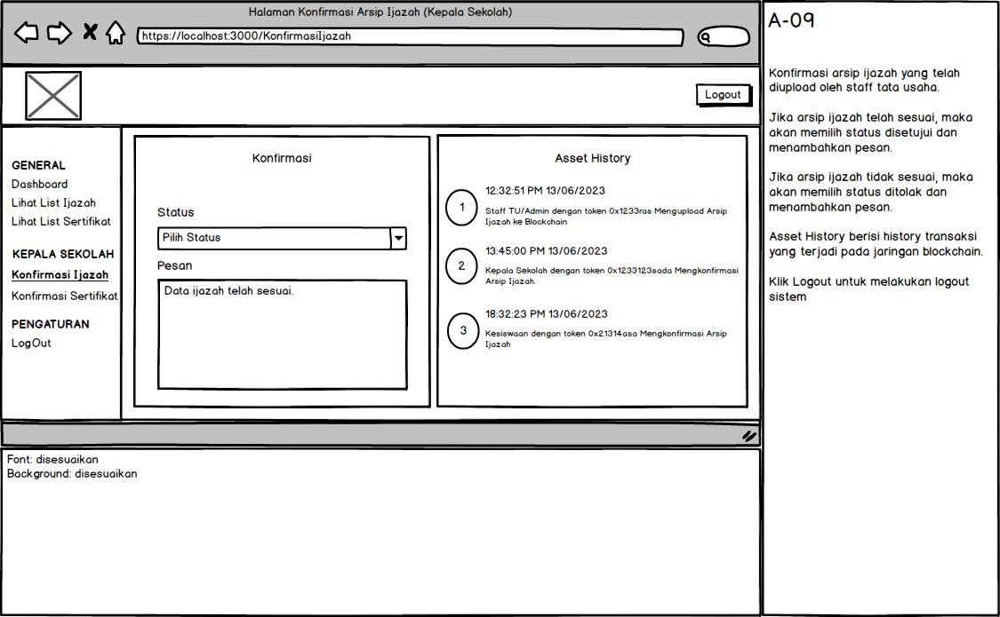 Halaman Konfirmasi Arsip Ijazah (Kepala Sekolah)
https://localhost:3000/KonfirmasiIjazah
Logout
GENERAL
Dashboard
Lihat List Ijazah
Lihat List Sertifikat
KEPALA SEKOLAH
Konfirmasi Ijazah
Konfirmasi Sertifikat
PENGATURAN
LogOut
Konfirmasi
Status
Pilih Status
Pesan
Data ijazah telah sesuai.
Asset History
1
12:32:51 PM 13/06/2023
Staff TU/Admin dengan token 0x1233ras Mengupload Arsip
Ijazah ke Blockchain
2
13:45:00 PM 13/06/2023
Kepala Sekolah dengan token 0x1233123sada Mengkonfirmasi
Arsip Ijazah.
3
18:32:23 PM 13/06/2023
Kesiswaan dengan token 0x21314asa Mengkonfirmasi Arsip
Ijazah
Font: disesuaikan
Background: disesuaikan
A-09
Konfirmasi arsip ijazah yang telah
diupload oleh staff tata usaha.
Jika arsip ijazah telah sesuai, maka
akan memilih status disetujui dan
menambahkan pesan.
Jika arsip ijazah tidak sesuai, maka
akan memilih status ditolak dan
menambahkan pesan.
Asset History berisi history transaksi
yang terjadi pada jaringan blockchain.
Klik Logout untuk melakukan logout
sistem